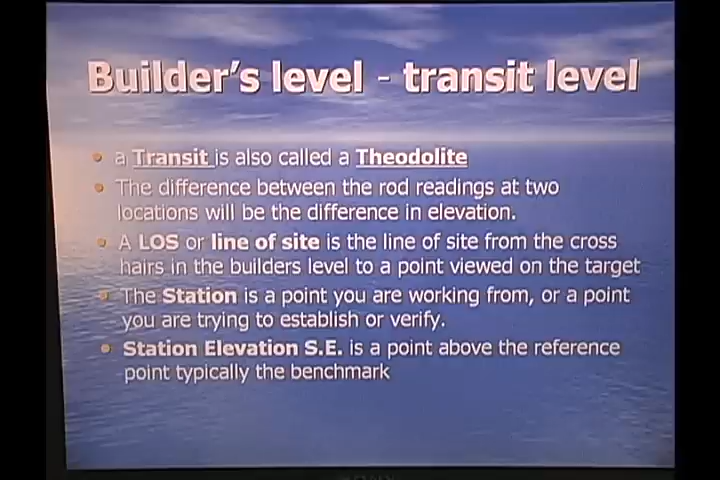 Builder's level - transit level
• a Transit is also called a Theodolite
• The difference between the rod readings at two
locations will be the difference in elevation.
• A LOS or line of site is the line of site from the cross
hairs in the builders level to a point viewed on the target
• The Station is a point you are working from, or a point
you are trying to establish or verify.
• Station Elevation S.E. is a point above the reference
point typically the benchmark